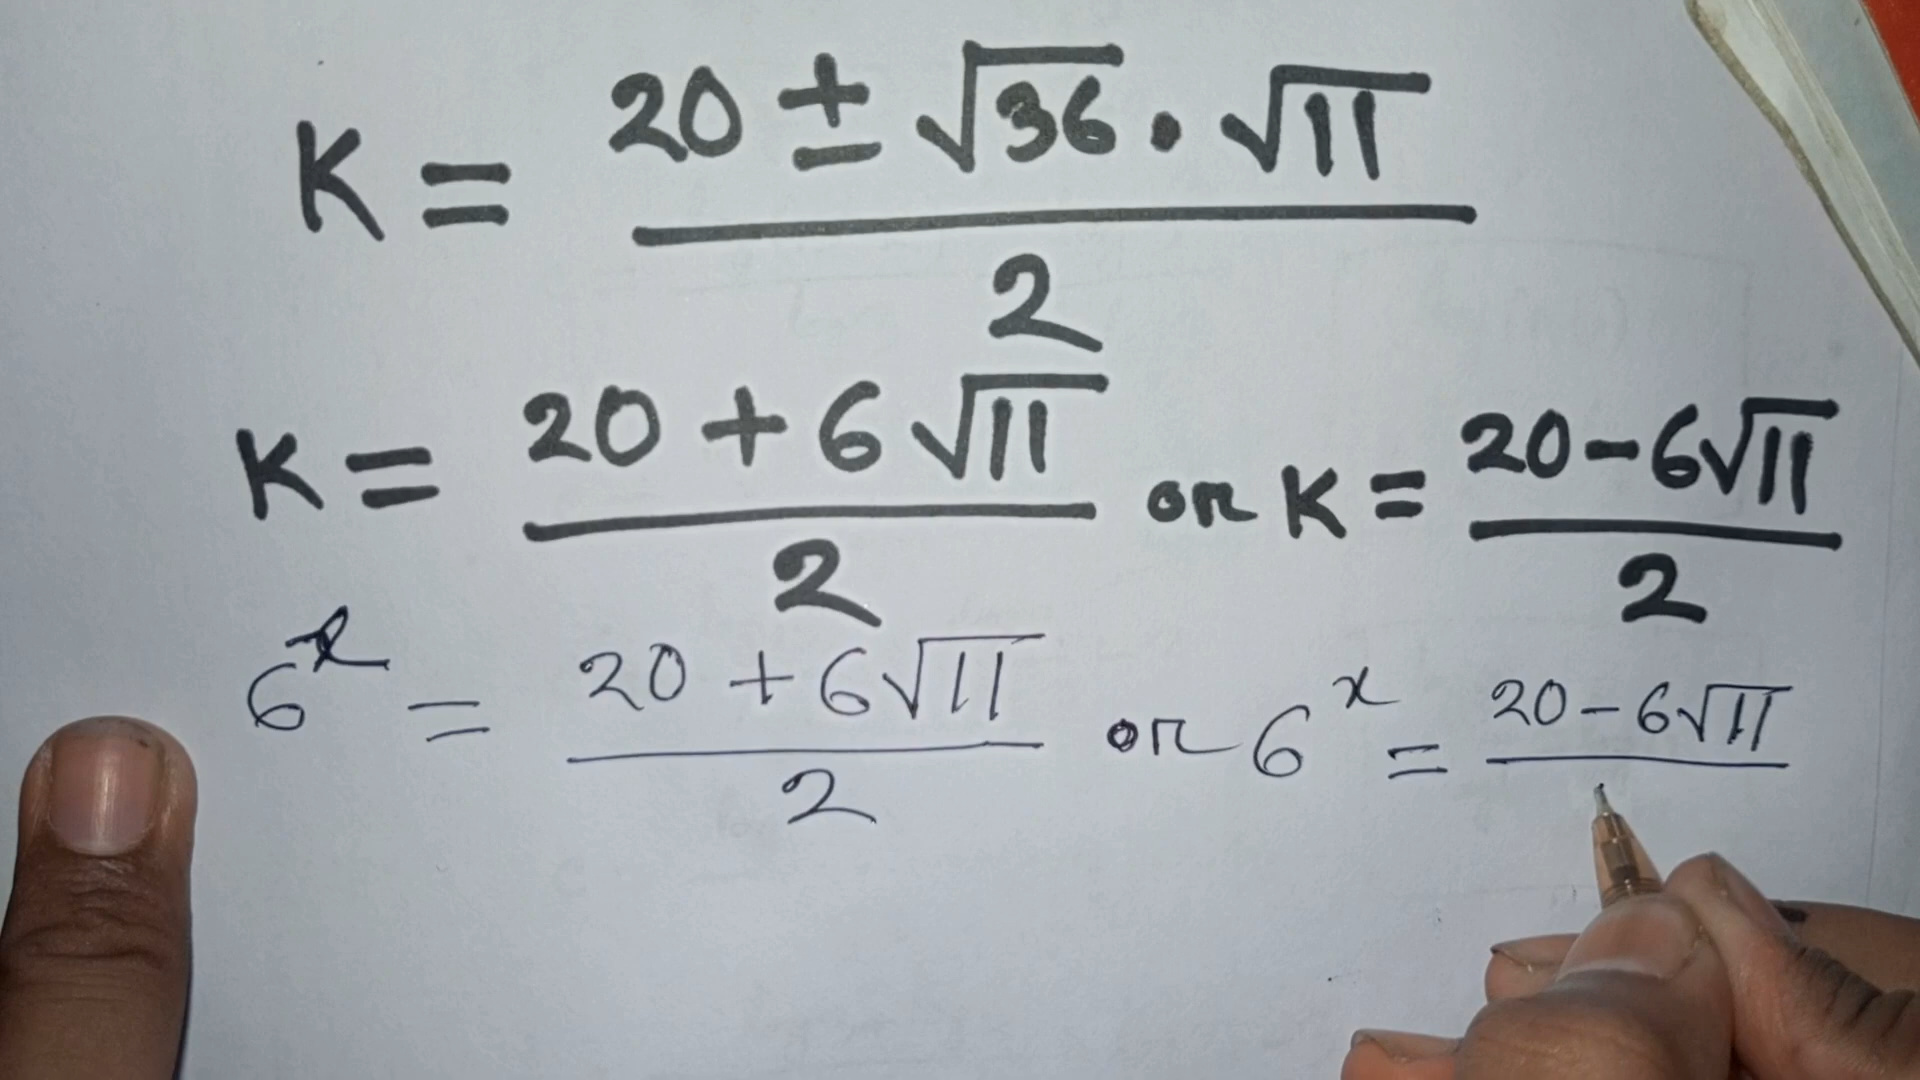 K = (20 ± √36 · √11) / 2
K = (20 + 6√11) / 2 or K = (20 - 6√11) / 2
6^x = (20 + 6√11) / 2 or 6^x = (20 - 6√11) /